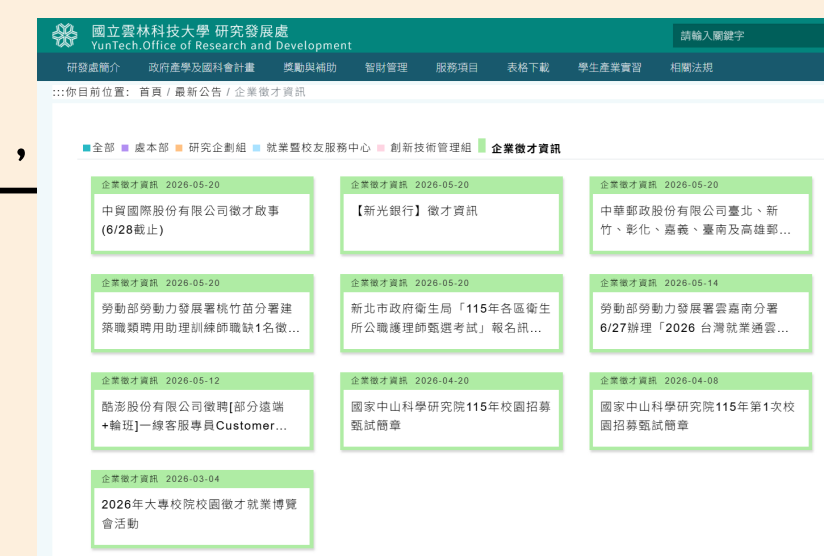 國立雲林科技大學 研究發展處
YunTech.Office of Research and Development
請輸入關鍵字
研發處簡介 政府產學及國科會計畫 獎勵與補助 智財管理 服務項目 表格下載 學生產業實習 相關法規
:::你目前位置: 首頁 / 最新公告 / 企業徵才資訊
,
全部 處本部 研究企劃組 就業暨校友服務中心 創新技術管理組 企業徵才資訊
企業徵才資訊 2026-05-20
中貿國際股份有限公司徵才啟事
(6/28截止)
企業徵才資訊 2026-05-20
【新光銀行】徵才資訊
企業徵才資訊 2026-05-20
中華郵政股份有限公司臺北、新
竹、彰化、嘉義、臺南及高雄郵...
企業徵才資訊 2026-05-20
勞動部勞動力發展署桃竹苗分署建
築職類聘用助理訓練師職缺1名徵...
企業徵才資訊 2026-05-20
新北市政府衛生局「115年各區衛生
所公職護理師甄選考試」報名訊...
企業徵才資訊 2026-05-14
勞動部勞動力發展署雲嘉南分署
6/27辦理「2026 台灣就業通雲...
企業徵才資訊 2026-05-12
酷澎股份有限公司徵聘[部分遠端
+輪班]一線客服專員Customer...
企業徵才資訊 2026-04-20
國家中山科學研究院115年校園招募
甄試簡章
企業徵才資訊 2026-04-08
國家中山科學研究院115年第1次校
園招募甄試簡章
企業徵才資訊 2026-03-04
2026年大專校院校園徵才就業博覽
會活動